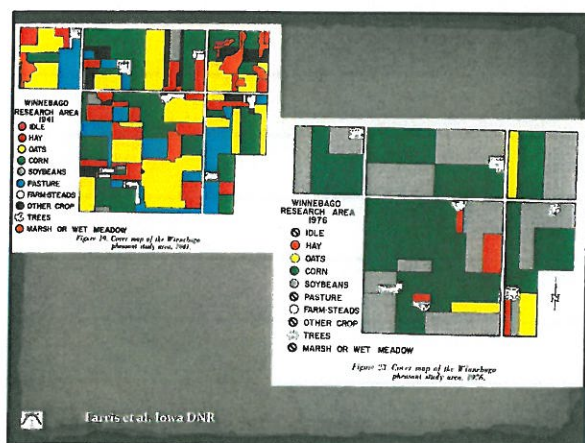 WINNEBAGO
RESEARCH AREA
1941
IDLE
HAY
OATS
CORN
SOYBEANS
PASTURE
FARM-STEADS
OTHER CROP
TREES
MARSH OR WET MEADOW
Figure 29. Cover map of the Winnebago
pheasant study area, 1941.
WINNEBAGO
RESEARCH AREA
1976
IDLE
HAY
OATS
CORN
SOYBEANS
PASTURE
FARM-STEADS
OTHER CROP
TREES
MARSH OR WET MEADOW
Figure 23. Cover map of the Winnebago
pheasant study area, 1976.
Farris et al. Iowa DNR